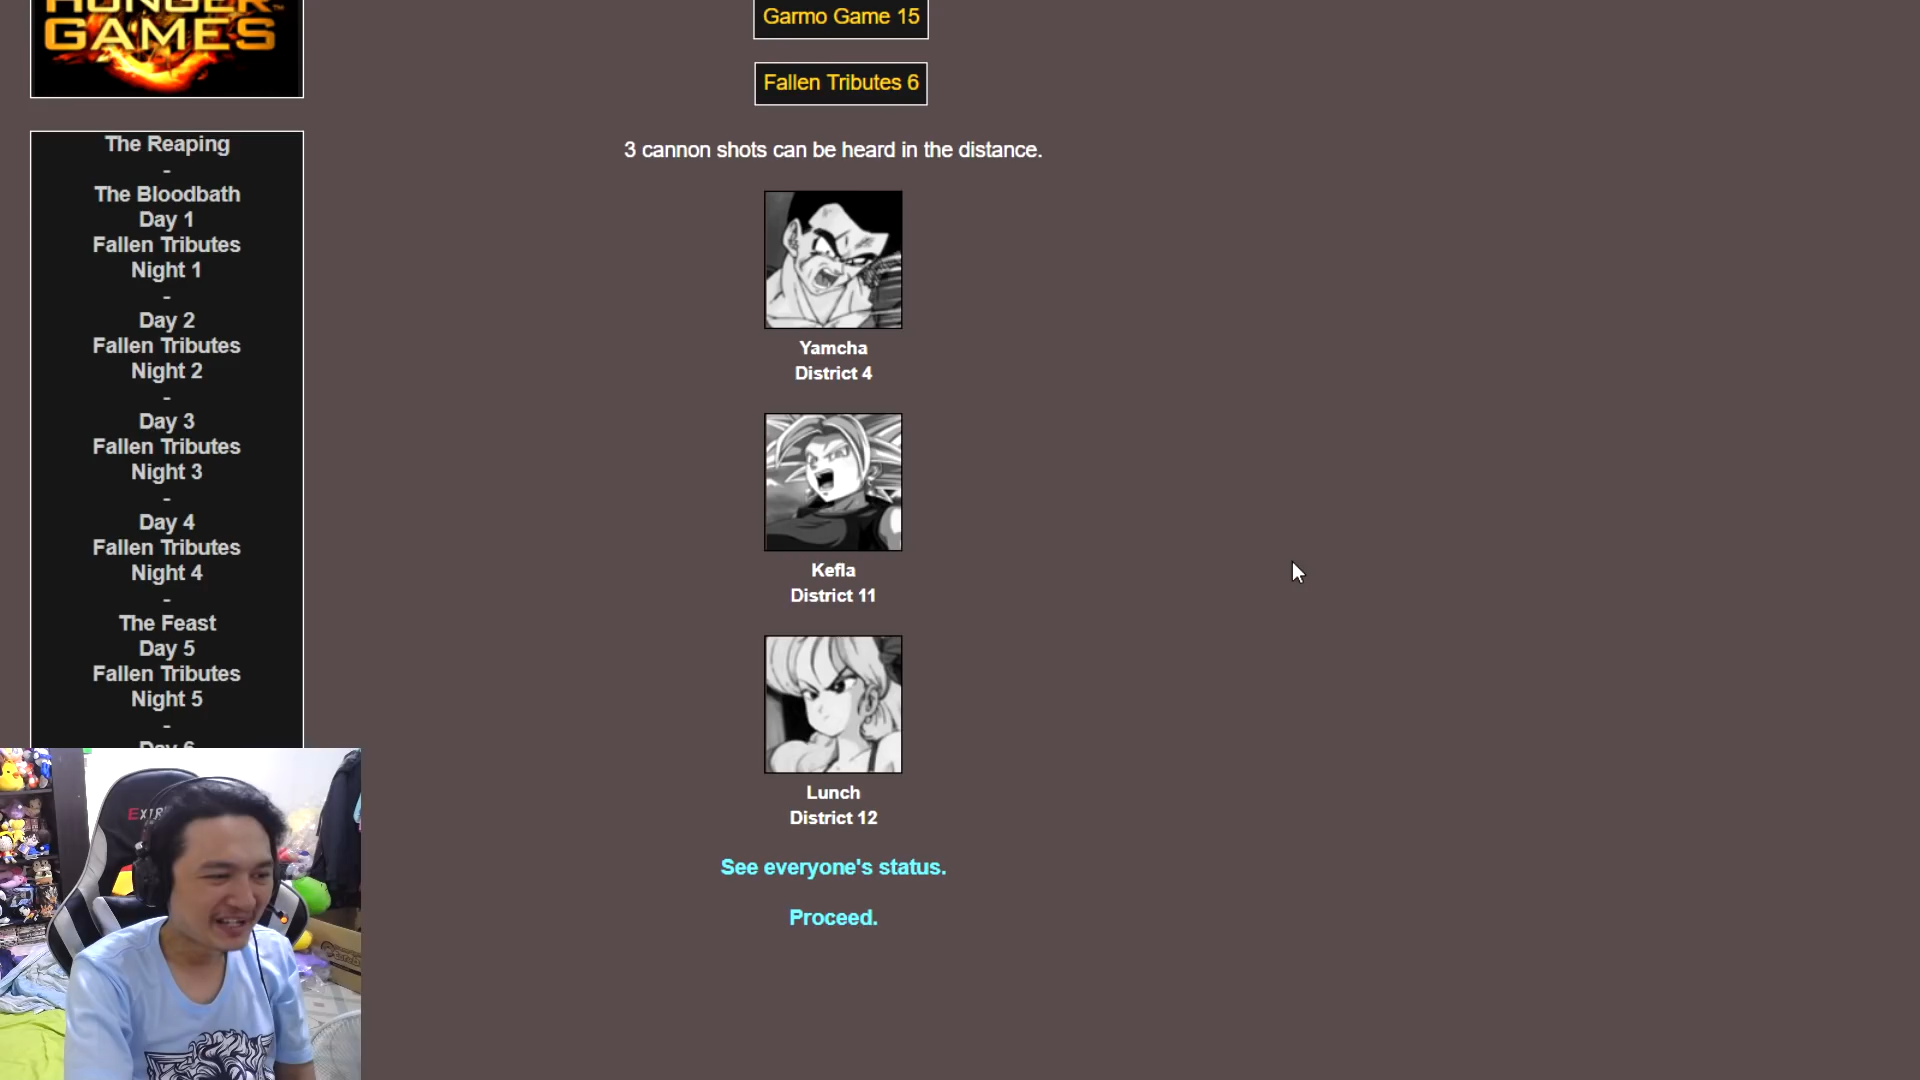 HUNGER
GAMES
The Reaping
-
The Bloodbath
Day 1
Fallen Tributes
Night 1
-
Day 2
Fallen Tributes
Night 2
-
Day 3
Fallen Tributes
Night 3
-
Day 4
Fallen Tributes
Night 4
-
The Feast
Day 5
Fallen Tributes
Night 5
-
Day 6
Garmo Game 15
Fallen Tributes 6
3 cannon shots can be heard in the distance.
Yamcha
District 4
Kefla
District 11
Lunch
District 12
See everyone's status.
Proceed.